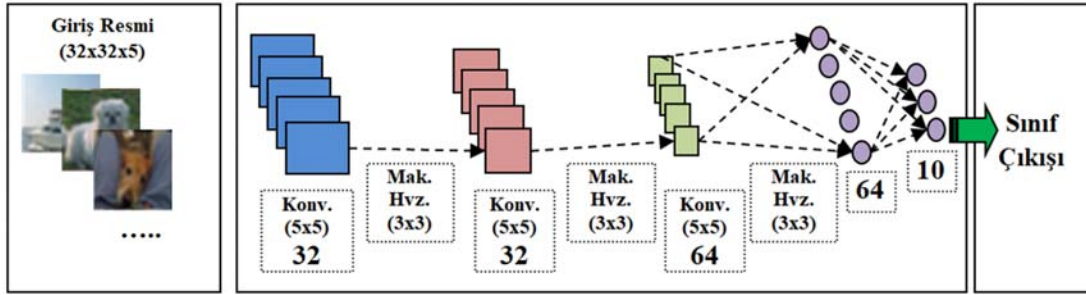 Giriş Resmi
(32x32x5)
.....
Konv.
(5x5)
32
Mak.
Hvz.
(3x3)
Konv.
(5x5)
32
Mak.
Hvz.
(3x3)
Konv.
(5x5)
64
Mak.
Hvz.
(3x3)
64
10
Sınıf
Çıkışı